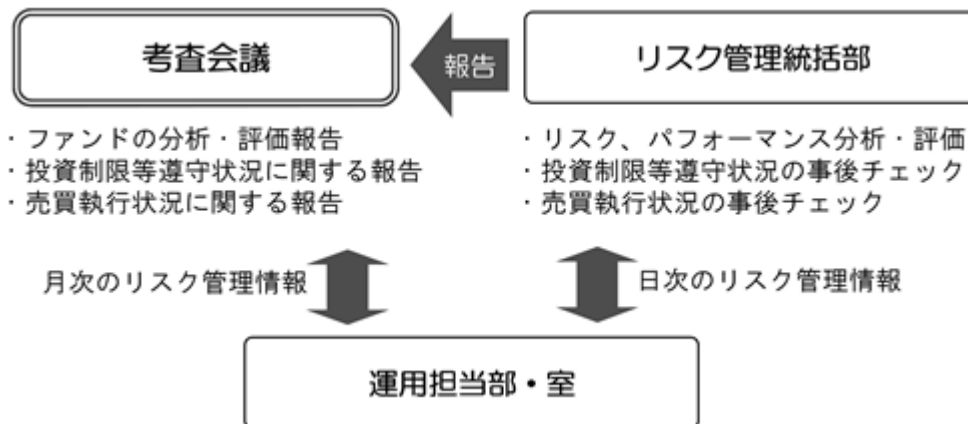 考査会議
報告
リスク管理統括部
・ファンドの分析・評価報告
・投資制限等遵守状況に関する報告
・売買執行状況に関する報告
・リスク、パフォーマンス分析・評価
・投資制限等遵守状況の事後チェック
・売買執行状況の事後チェック
月次のリスク管理情報
日次のリスク管理情報
運用担当部・室